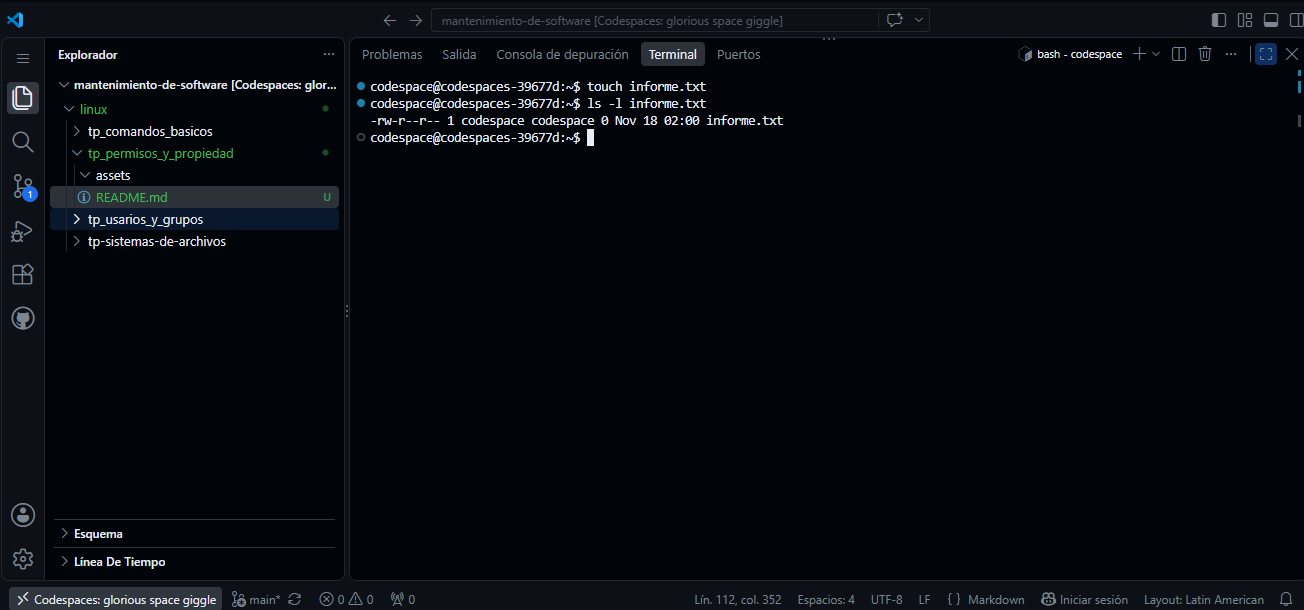 mantenimiento-de-software [Codespaces: glorious space giggle]
Explorador
mantenimiento-de-software [Codespaces: glor...
linux
tp_comandos_basicos
tp_permisos_y_propiedad
assets
README.md U
tp_usarios_y_grupos
tp-sistemas-de-archivos
1
Esquema
Línea De Tiempo
Problemas Salida Consola de depuración Terminal Puertos
bash - codespace
codespace@codespaces-39677d:~$ touch informe.txt
codespace@codespaces-39677d:~$ ls -l informe.txt
-rw-r--r-- 1 codespace codespace 0 Nov 18 02:00 informe.txt
codespace@codespaces-39677d:~$
Codespaces: glorious space giggle main* 0 0 0 Lín. 112, col. 352 Espacios: 4 UTF-8 LF { } Markdown Iniciar sesión Layout: Latin American